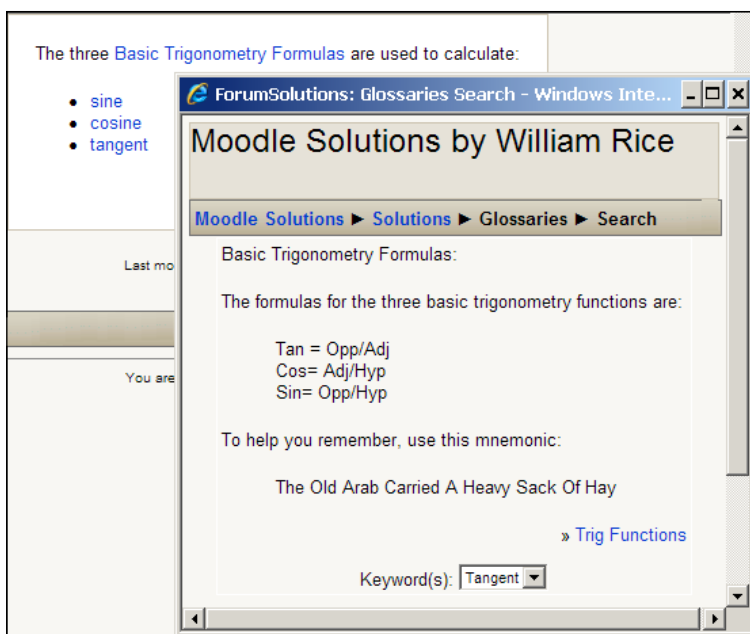 The three Basic Trigonometry Formulas are used to calculate:
• sine
• cosine
• tangent
Last mo
You are
ForumSolutions: Glossaries Search - Windows Inte...
Moodle Solutions by William Rice
Moodle Solutions ► Solutions ► Glossaries ► Search
Basic Trigonometry Formulas:
The formulas for the three basic trigonometry functions are:
Tan = Opp/Adj
Cos= Adj/Hyp
Sin= Opp/Hyp
To help you remember, use this mnemonic:
The Old Arab Carried A Heavy Sack Of Hay
» Trig Functions
Keyword(s): Tangent